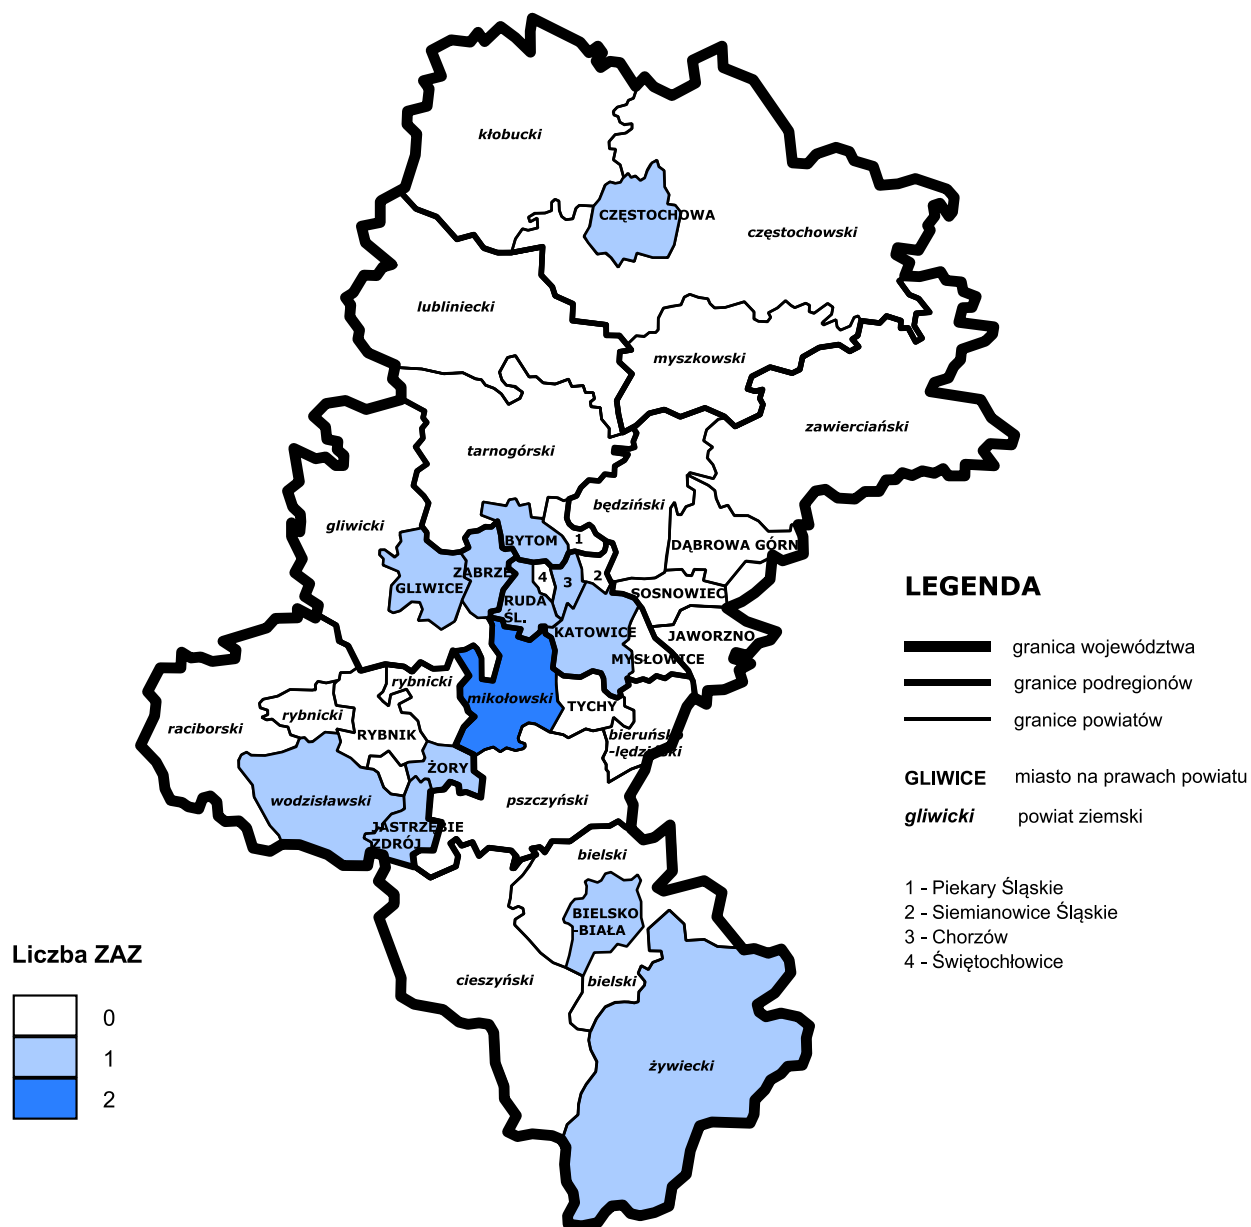 kłobucki
CZĘSTOCHOWA
częstochowski
lubliniecki
myszkowski
zawierciański
tarnogórski
będziński
gliwicki
BYTOM
1
DĄBROWA GÓRN
ZABRZE
GLIWICE
4
3
2
RUDA
ŚL.
SOSNOWIEC
KATOWICE
JAWORZNO
MYSŁOWICE
rybnicki
mikołowski
TYCHY
raciborski
rybnicki
RYBNIK
bieruńsko
-lędziński
ŻORY
wodzisławski
pszczyński
JASTRZĘBIE
ZDRÓJ
bielski
BIELSKO
-BIAŁA
cieszyński
bielski
żywiecki
LEGENDA
granica województwa
granice podregionów
granice powiatów
GLIWICE miasto na prawach powiatu
gliwicki powiat ziemski
1 - Piekary Śląskie
2 - Siemianowice Śląskie
3 - Chorzów
4 - Świętochłowice
Liczba ZAZ
0
1
2